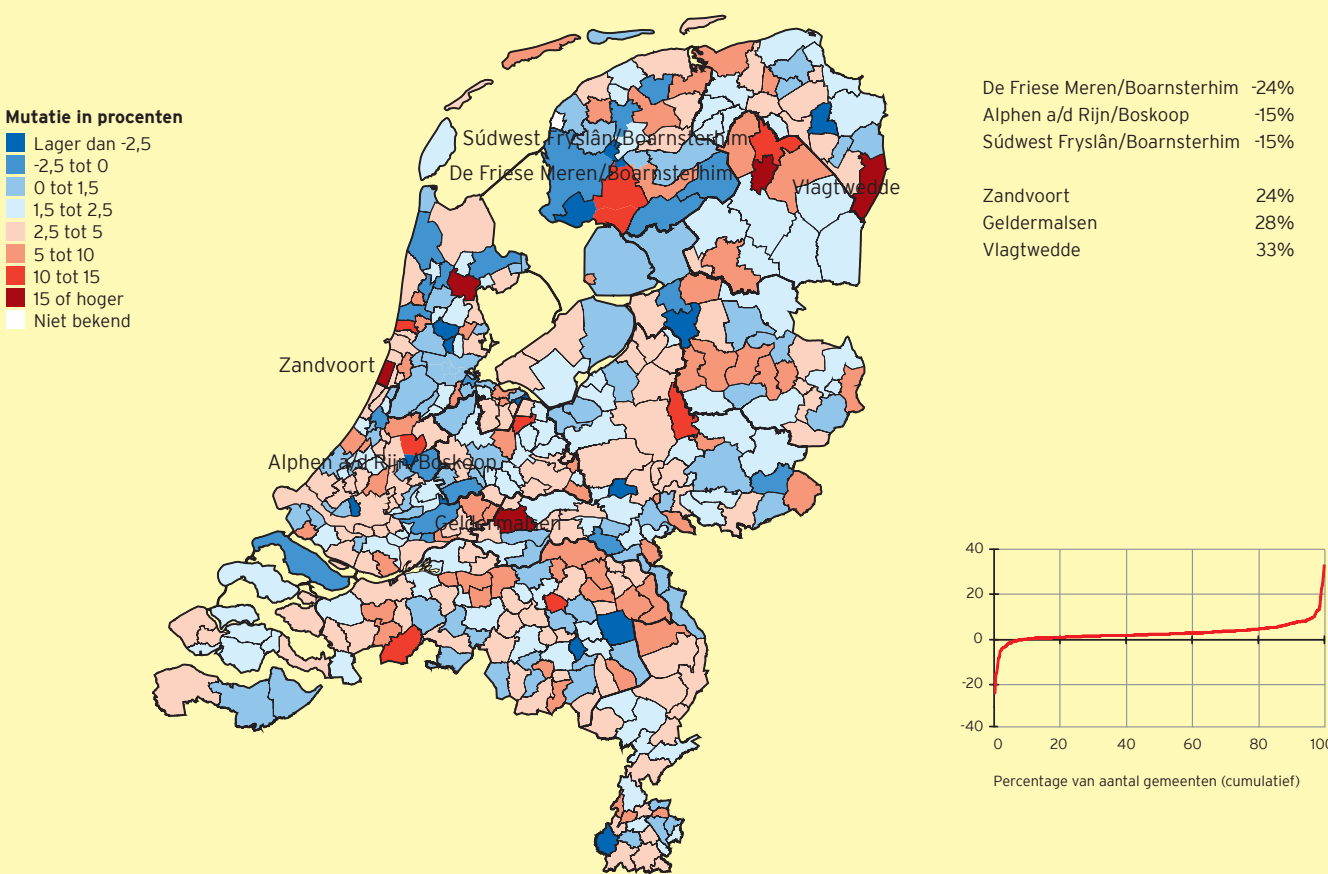 Mutatie in procenten
Lager dan -2,5
-2,5 tot 0
0 tot 1,5
1,5 tot 2,5
2,5 tot 5
5 tot 10
10 tot 15
15 of hoger
Niet bekend
Súdwest Fryslân/Boarnsterhim
De Friese Meren/Boarnsterhim
Vlagtwedde
Zandvoort
Alphen a/d Rijn/Boskoop
Geldermalsen
De Friese Meren/Boarnsterhim -24%
Alphen a/d Rijn/Boskoop -15%
Súdwest Fryslân/Boarnsterhim -15%
Zandvoort 24%
Geldermalsen 28%
Vlagtwedde 33%
40
20
0
-20
-40
0 20 40 60 80 100
Percentage van aantal gemeenten (cumulatief)